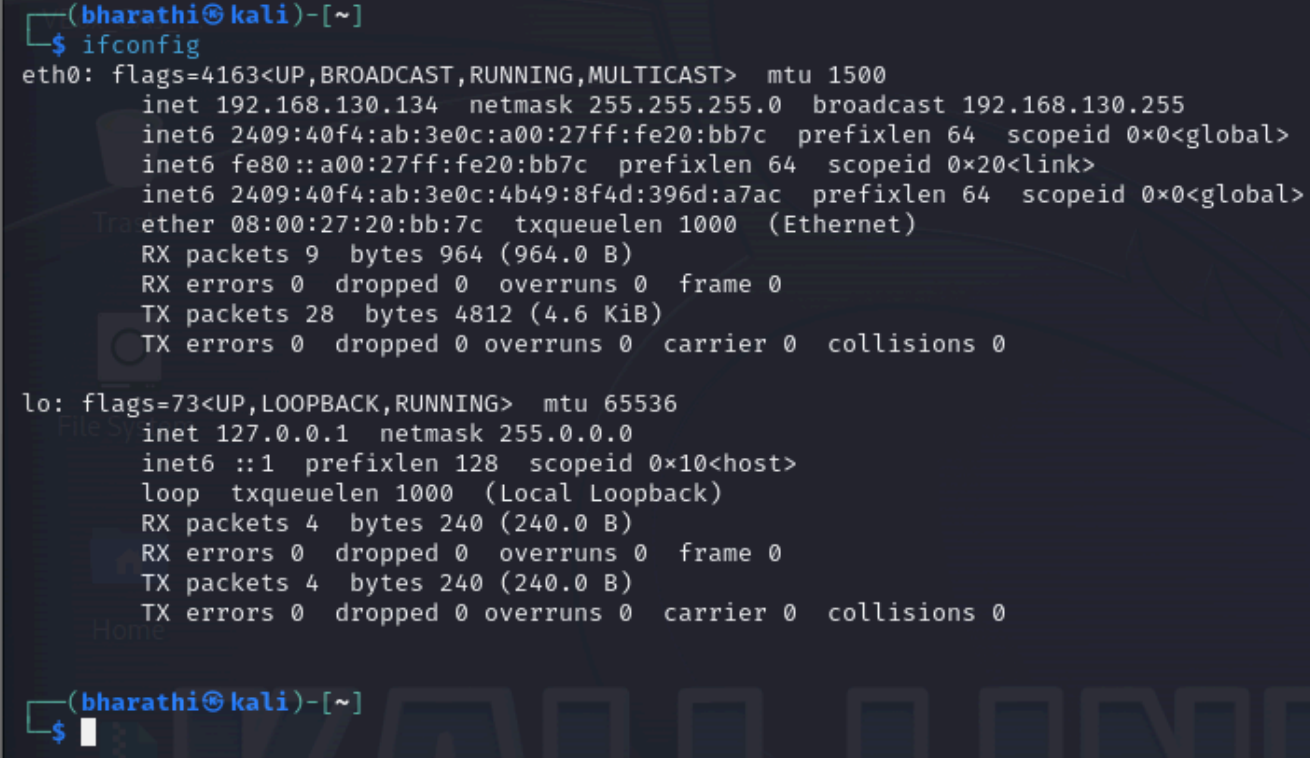 ┌──(bharathi㉿kali)-[~]
└─$ ifconfig
eth0: flags=4163<UP,BROADCAST,RUNNING,MULTICAST>  mtu 1500
        inet 192.168.130.134  netmask 255.255.255.0  broadcast 192.168.130.255
        inet6 2409:40f4:ab:3e0c:a00:27ff:fe20:bb7c  prefixlen 64  scopeid 0×0<global>
        inet6 fe80::a00:27ff:fe20:bb7c  prefixlen 64  scopeid 0×20<link>
        inet6 2409:40f4:ab:3e0c:4b49:8f4d:396d:a7ac  prefixlen 64  scopeid 0×0<global>
        ether 08:00:27:20:bb:7c  txqueuelen 1000  (Ethernet)
        RX packets 9  bytes 964 (964.0 B)
        RX errors 0  dropped 0  overruns 0  frame 0
        TX packets 28  bytes 4812 (4.6 KiB)
        TX errors 0  dropped 0 overruns 0  carrier 0  collisions 0

lo: flags=73<UP,LOOPBACK,RUNNING>  mtu 65536
        inet 127.0.0.1  netmask 255.0.0.0
        inet6 ::1  prefixlen 128  scopeid 0×10<host>
        loop  txqueuelen 1000  (Local Loopback)
        RX packets 4  bytes 240 (240.0 B)
        RX errors 0  dropped 0  overruns 0  frame 0
        TX packets 4  bytes 240 (240.0 B)
        TX errors 0  dropped 0 overruns 0  carrier 0  collisions 0
Home

┌──(bharathi㉿kali)-[~]
└─$